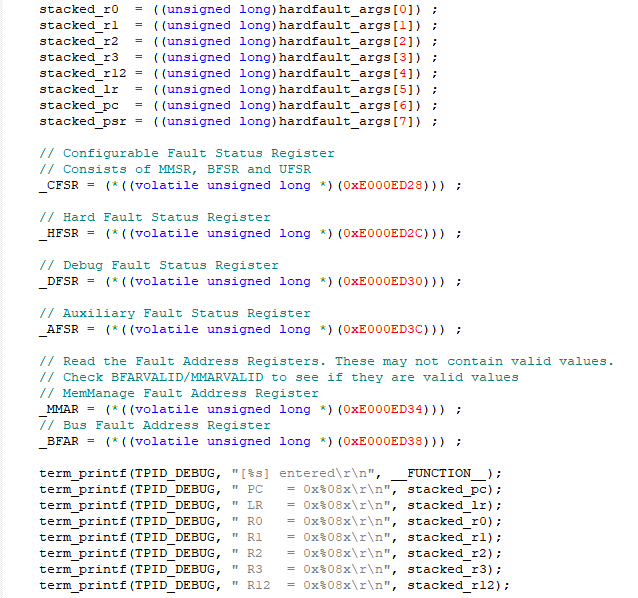 stacked_r0  = ((unsigned long)hardfault_args[0]) ;
stacked_r1  = ((unsigned long)hardfault_args[1]) ;
stacked_r2  = ((unsigned long)hardfault_args[2]) ;
stacked_r3  = ((unsigned long)hardfault_args[3]) ;
stacked_r12 = ((unsigned long)hardfault_args[4]) ;
stacked_lr  = ((unsigned long)hardfault_args[5]) ;
stacked_pc  = ((unsigned long)hardfault_args[6]) ;
stacked_psr = ((unsigned long)hardfault_args[7]) ;
// Configurable Fault Status Register
// Consists of MMSR, BFSR and UFSR
_CFSR = (*((volatile unsigned long *)(0xE000ED28))) ;
// Hard Fault Status Register
_HFSR = (*((volatile unsigned long *)(0xE000ED2C))) ;
// Debug Fault Status Register
_DFSR = (*((volatile unsigned long *)(0xE000ED30))) ;
// Auxiliary Fault Status Register
_AFSR = (*((volatile unsigned long *)(0xE000ED3C))) ;
// Read the Fault Address Registers. These may not contain valid values.
// Check BFARVALID/MMARVALID to see if they are valid values
// MemManage Fault Address Register
_MMAR = (*((volatile unsigned long *)(0xE000ED34))) ;
// Bus Fault Address Register
_BFAR = (*((volatile unsigned long *)(0xE000ED38))) ;
term_printf(TPID_DEBUG, "[%s] entered\r\n", __FUNCTION__);
term_printf(TPID_DEBUG, " PC   = 0x%08x\r\n", stacked_pc);
term_printf(TPID_DEBUG, " LR   = 0x%08x\r\n", stacked_lr);
term_printf(TPID_DEBUG, " R0   = 0x%08x\r\n", stacked_r0);
term_printf(TPID_DEBUG, " R1   = 0x%08x\r\n", stacked_r1);
term_printf(TPID_DEBUG, " R2   = 0x%08x\r\n", stacked_r2);
term_printf(TPID_DEBUG, " R3   = 0x%08x\r\n", stacked_r3);
term_printf(TPID_DEBUG, " R12  = 0x%08x\r\n", stacked_r12);